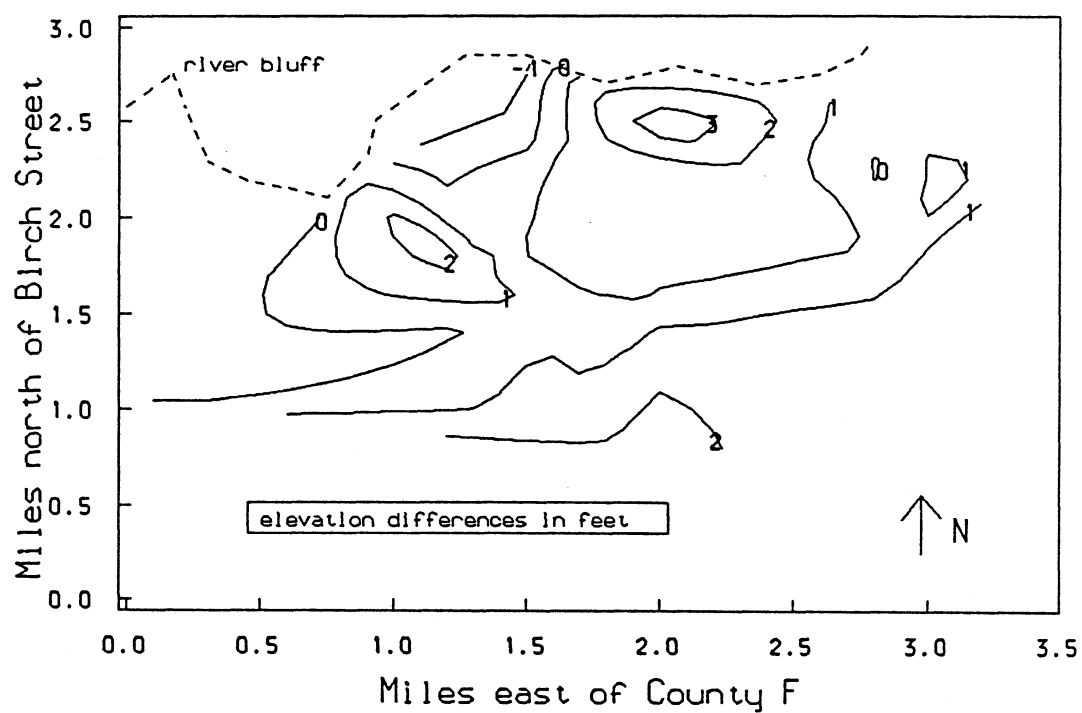 3.0
river bluff
-1 0
2.5
3 2 1
1 0
1
2.0
0
1
2
1
1.5
1.0
2
0.5
elevation differences in feet
N
0.0
0.0 0.5 1.0 1.5 2.0 2.5 3.0 3.5
Miles east of County F
Miles north of Birch Street